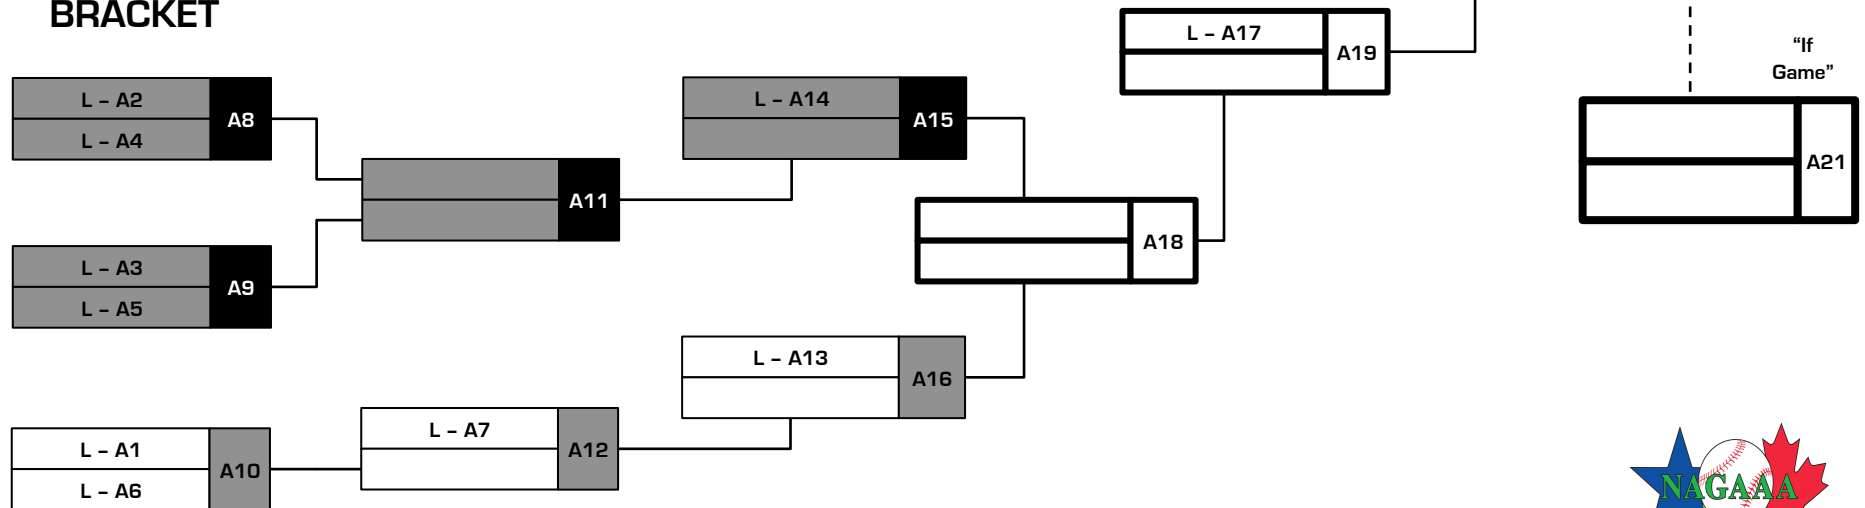 BRACKET
L – A2
L – A4
A8
L – A3
L – A5
A9
L – A1
L – A6
A10
A11
L – A7
A12
L – A14
A15
L – A13
A16
A18
L – A17
A19
“If
Game”
A21
NAGAAA